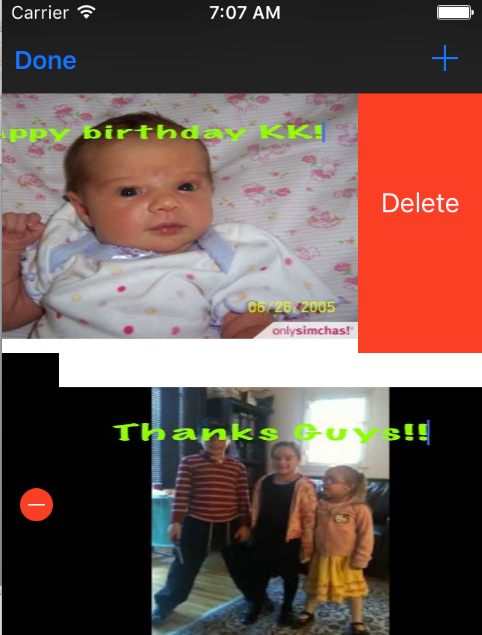 Carrier 7:07 AM
Done
appy birthday KK!
Delete
06/26/2005
onlysimchas!
Thanks Guys!!